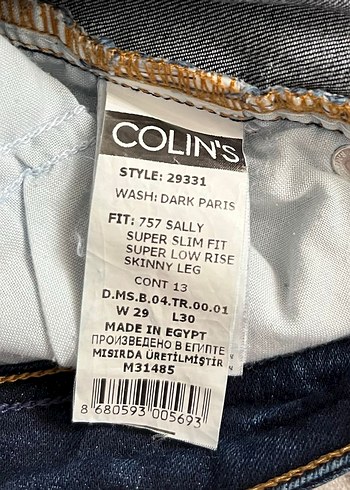 COLIN'S
STYLE: 29331
WASH: DARK PARIS
FIT: 757 SALLY
SUPER SLIM FIT
SUPER LOW RISE
SKINNY LEG
CONT 13
D.MS.B.04.TR.00.01
W 29 L30
MADE IN EGYPT
ПРОИЗВЕДЕНО В ЕГИПТЕ
MISIRDA ÜRETİLMİŞTİR
M31485
8 680593 005693